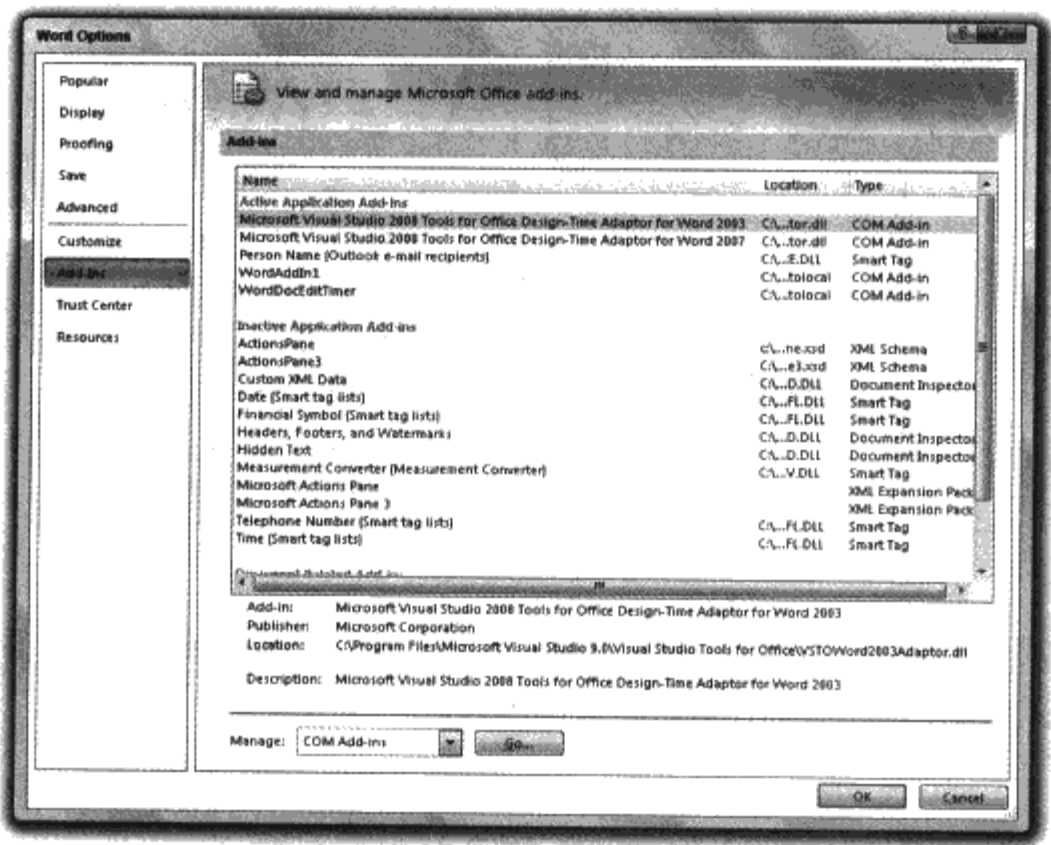 Word Options
Popular
Display
Proofing
Save
Advanced
Customize
Add-Ins
Trust Center
Resources
View and manage Microsoft Office add-ins.
Add-ins
Name Location Type
Active Application Add-ins
Microsoft Visual Studio 2008 Tools for Office Design-Time Adaptor for Word 2003 C:\...tor.dll COM Add-in
Microsoft Visual Studio 2008 Tools for Office Design-Time Adaptor for Word 2007 C:\...tor.dll COM Add-in
Person Name (Outlook e-mail recipients) C:\...E.DLL Smart Tag
WordAddIn1 C:\...tolocal COM Add-in
WordDocEditTimer C:\...tolocal COM Add-in
Inactive Application Add-ins
ActionsPane c:\...ne.xsd XML Schema
ActionsPane3 C:\...e3.xsd XML Schema
Custom XML Data C:\...D.DLL Document Inspector
Date (Smart tag lists) C:\...FL.DLL Smart Tag
Financial Symbol (Smart tag lists) C:\...FL.DLL Smart Tag
Headers, Footers, and Watermarks C:\...D.DLL Document Inspector
Hidden Text C:\...D.DLL Document Inspector
Measurement Converter (Measurement Converter) C:\...V.DLL Smart Tag
Microsoft Actions Pane XML Expansion Pack
Microsoft Actions Pane 3 XML Expansion Pack
Telephone Number (Smart tag lists) C:\...FL.DLL Smart Tag
Time (Smart tag lists) C:\...FL.DLL Smart Tag
Document Related Add-ins
Add-in: Microsoft Visual Studio 2008 Tools for Office Design-Time Adaptor for Word 2003
Publisher: Microsoft Corporation
Location: C:\Program Files\Microsoft Visual Studio 9.0\Visual Studio Tools for Office\VSTOWord2003Adaptor.dll
Description: Microsoft Visual Studio 2008 Tools for Office Design-Time Adaptor for Word 2003
Manage: COM Add-ins Go...
OK Cancel